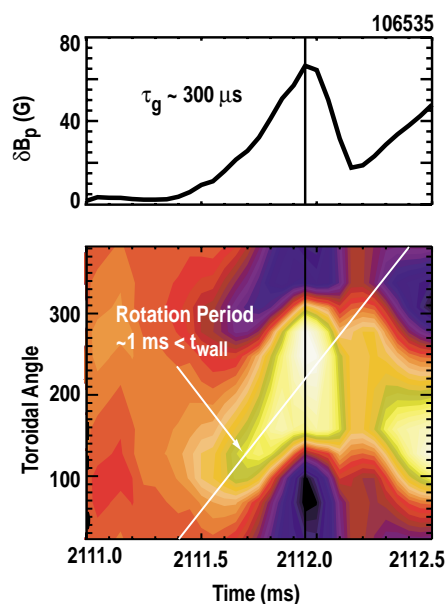 106535
80
40
0
δBp (G)
τg ~ 300 μs
300
200
100
Toroidal Angle
Rotation Period
~1 ms < twall
2111.0 2111.5 2112.0 2112.5
Time (ms)